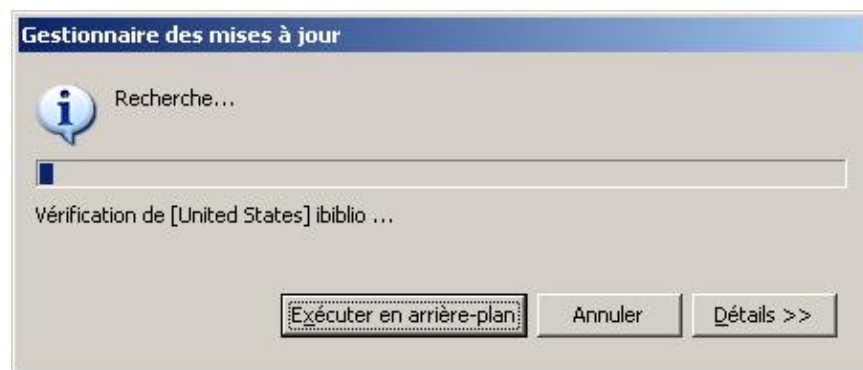 Gestionnaire des mises à jour
Recherche...
Vérification de [United States] ibiblio ...
Exécuter en arrière-plan
Annuler
Détails >>